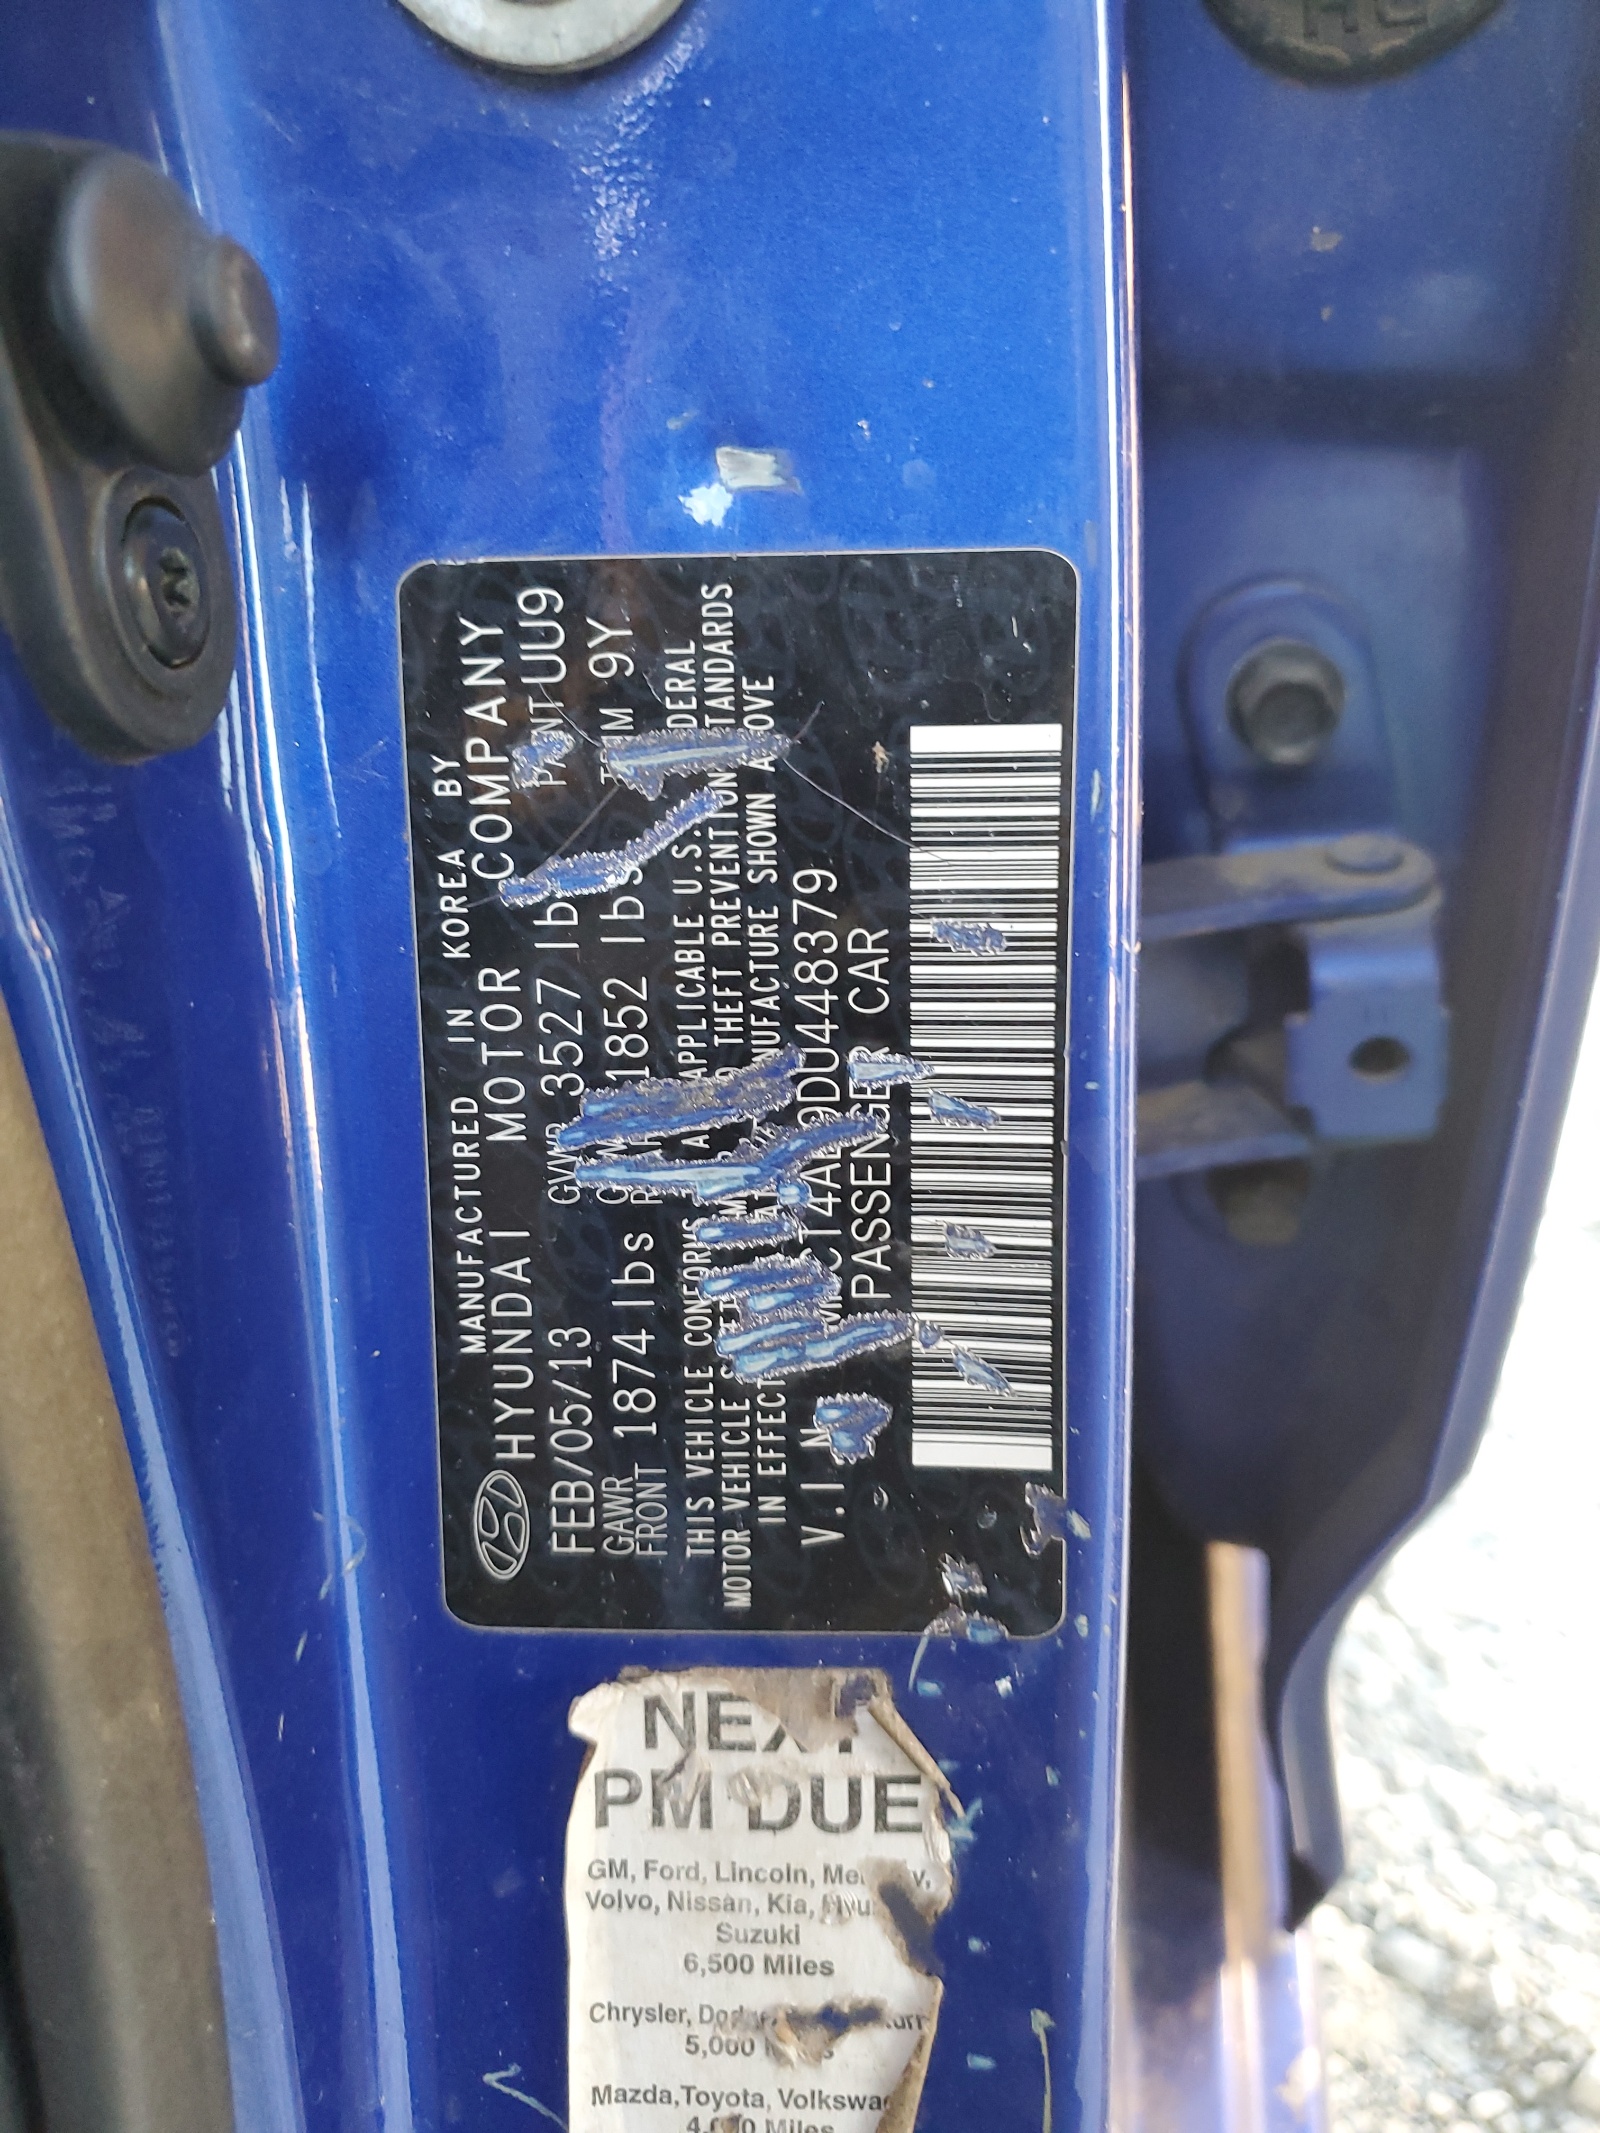 MANUFACTURED IN KOREA BY
HYUNDAI MOTOR COMPANY
FEB/05/13 GVWR 3527 lbs PAINT UU9
GAWR
FRONT 1874 lbs 1852 lbs TRIM 9Y
THIS VEHICLE CONFORMS APPLICABLE U.S.
MOTOR VEHICLE THEFT PREVENTION STANDARDS
IN EFFECT MANUFACTURE SHOWN ABOVE
V.I.N
PASSENGER CAR
NEXT
PM DUE
GM, Ford, Lincoln,
Volvo, Nissan, Kia,
Suzuki
6,500 Miles
Chrysler,
5,000
Mazda, Toyota,
Miles